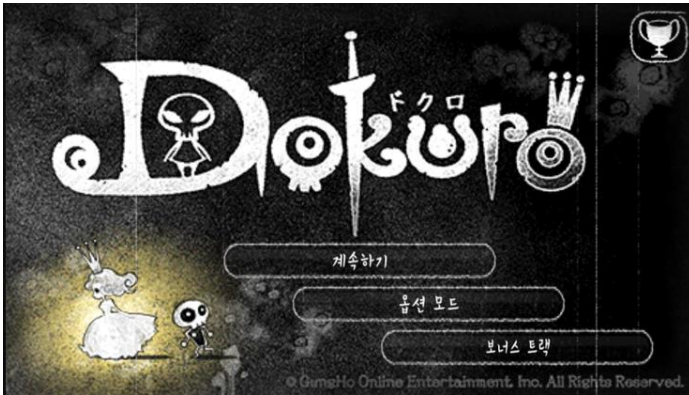 Dokuro
ドクロ
계속하기
옵션 모드
보너스 트랙
© GungHo Online Entertainment, Inc. All Rights Reserved.